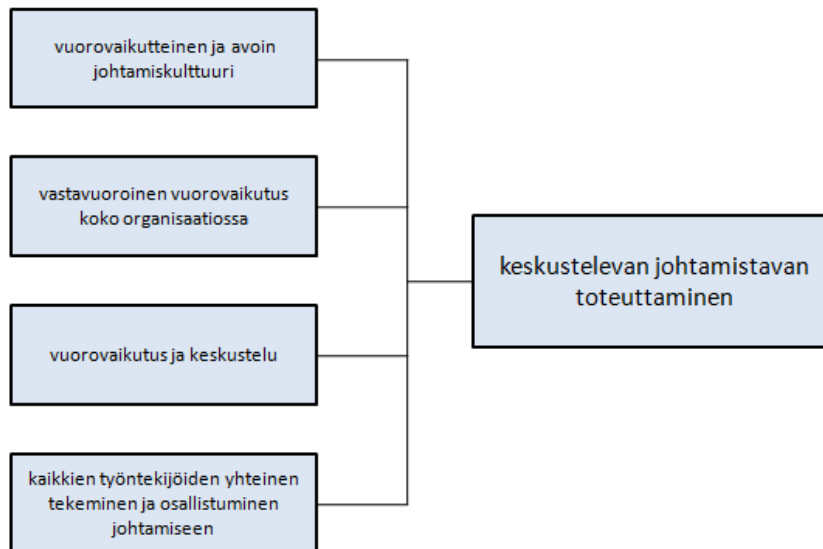 vuorovaikutteinen ja avoin
johtamiskulttuuri
vastavuoroinen vuorovaikutus
koko organisaatiossa
vuorovaikutus ja keskustelu
kaikkien työntekijöiden yhteinen
tekeminen ja osallistuminen
johtamiseen
keskustelevan johtamistavan
toteuttaminen